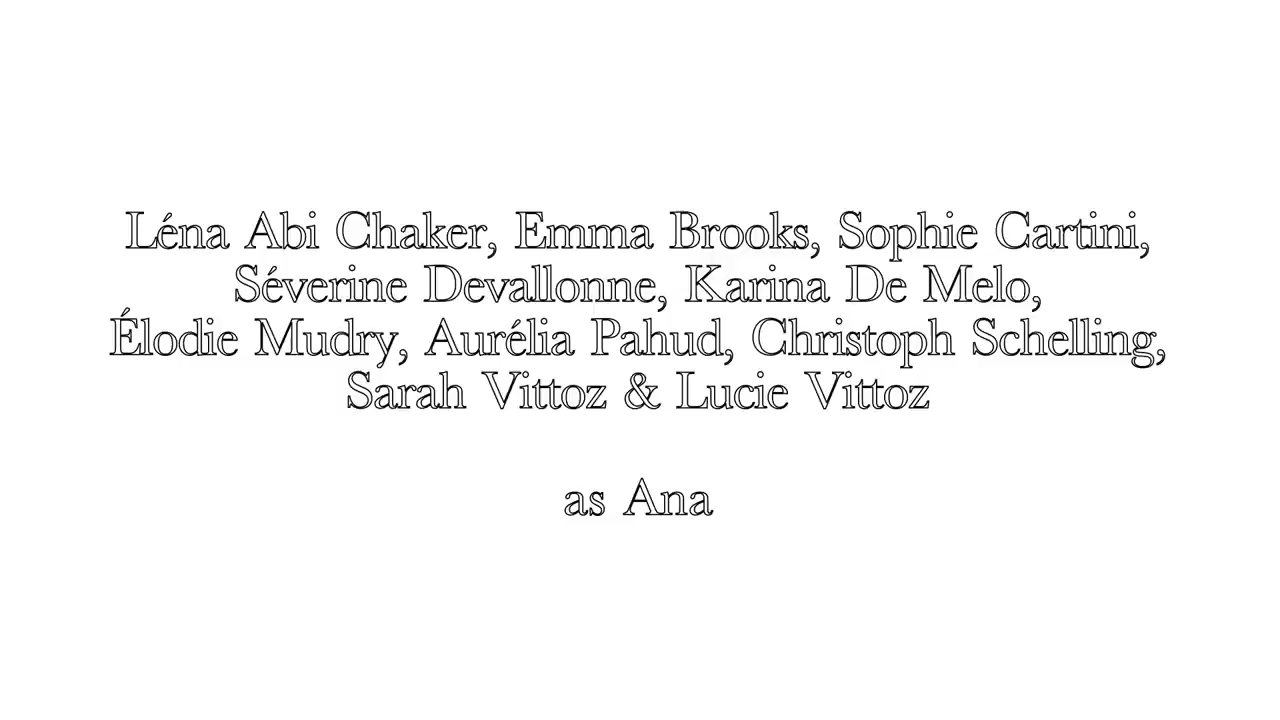 Léna Abi Chaker, Emma Brooks, Sophie Cartini,
Séverine Devallonne, Karina De Melo,
Élodie Mudry, Aurélia Pahud, Christoph Schelling,
Sarah Vittoz & Lucie Vittoz
as Ana